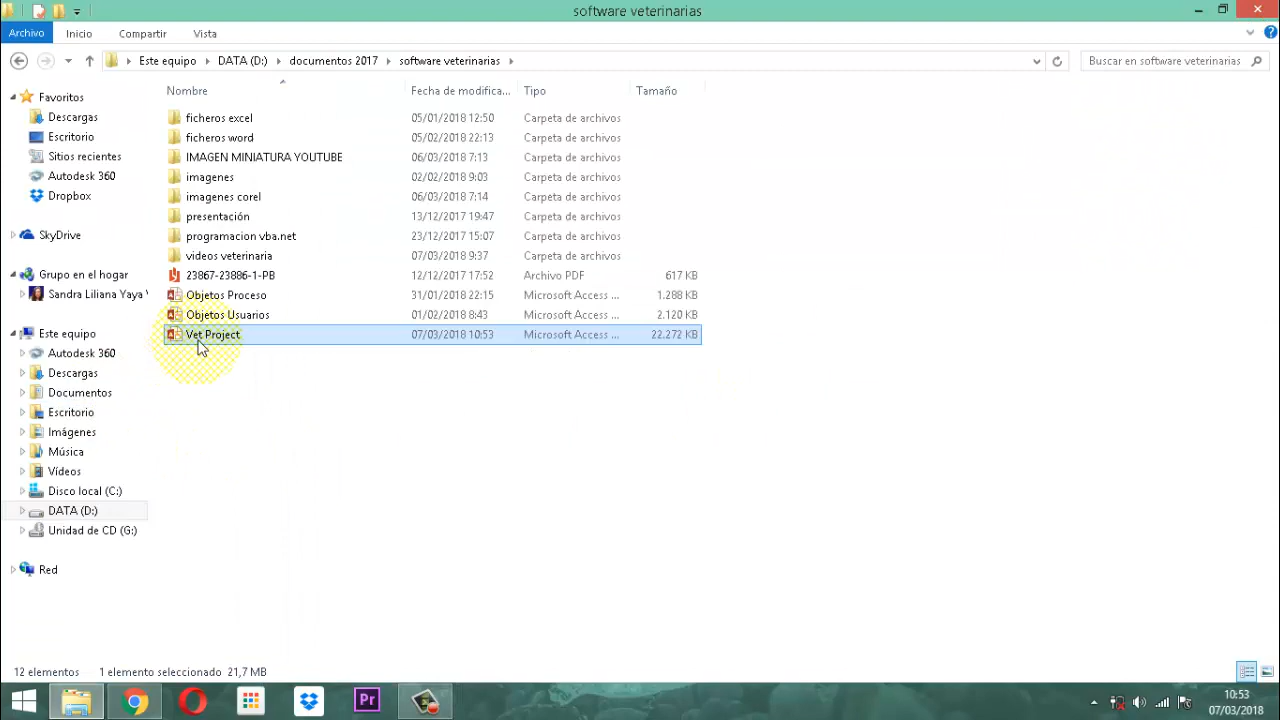 software veterinarias
Archivo Inicio Compartir Vista
Este equipo DATA (D:) documentos 2017 software veterinarias Buscar en software veterinarias
Nombre Fecha de modifica... Tipo Tamaño
ficheros excel 05/01/2018 12:50 Carpeta de archivos
ficheros word 05/02/2018 22:13 Carpeta de archivos
IMAGEN MINIATURA YOUTUBE 06/03/2018 7:13 Carpeta de archivos
imagenes 02/02/2018 9:03 Carpeta de archivos
imagenes corel 06/03/2018 7:14 Carpeta de archivos
presentación 13/12/2017 19:47 Carpeta de archivos
programacion vba.net 23/12/2017 15:07 Carpeta de archivos
videos veterinaria 07/03/2018 9:37 Carpeta de archivos
23867-23886-1-PB 12/12/2017 17:52 Archivo PDF 617 KB
Objetos Proceso 31/01/2018 22:15 Microsoft Access ... 1.288 KB
Objetos Usuarios 01/02/2018 8:43 Microsoft Access ... 2.120 KB
Vet Project 07/03/2018 10:53 Microsoft Access ... 22.272 KB
Favoritos
Descargas
Escritorio
Sitios recientes
Autodesk 360
Dropbox
SkyDrive
Grupo en el hogar
Sandra Liliana Yaya
Este equipo
Autodesk 360
Descargas
Documentos
Escritorio
Imágenes
Música
Vídeos
Disco local (C:)
DATA (D:)
Unidad de CD (G:)
Red
12 elementos 1 elemento seleccionado 21,7 MB
Pr
10:53
07/03/2018